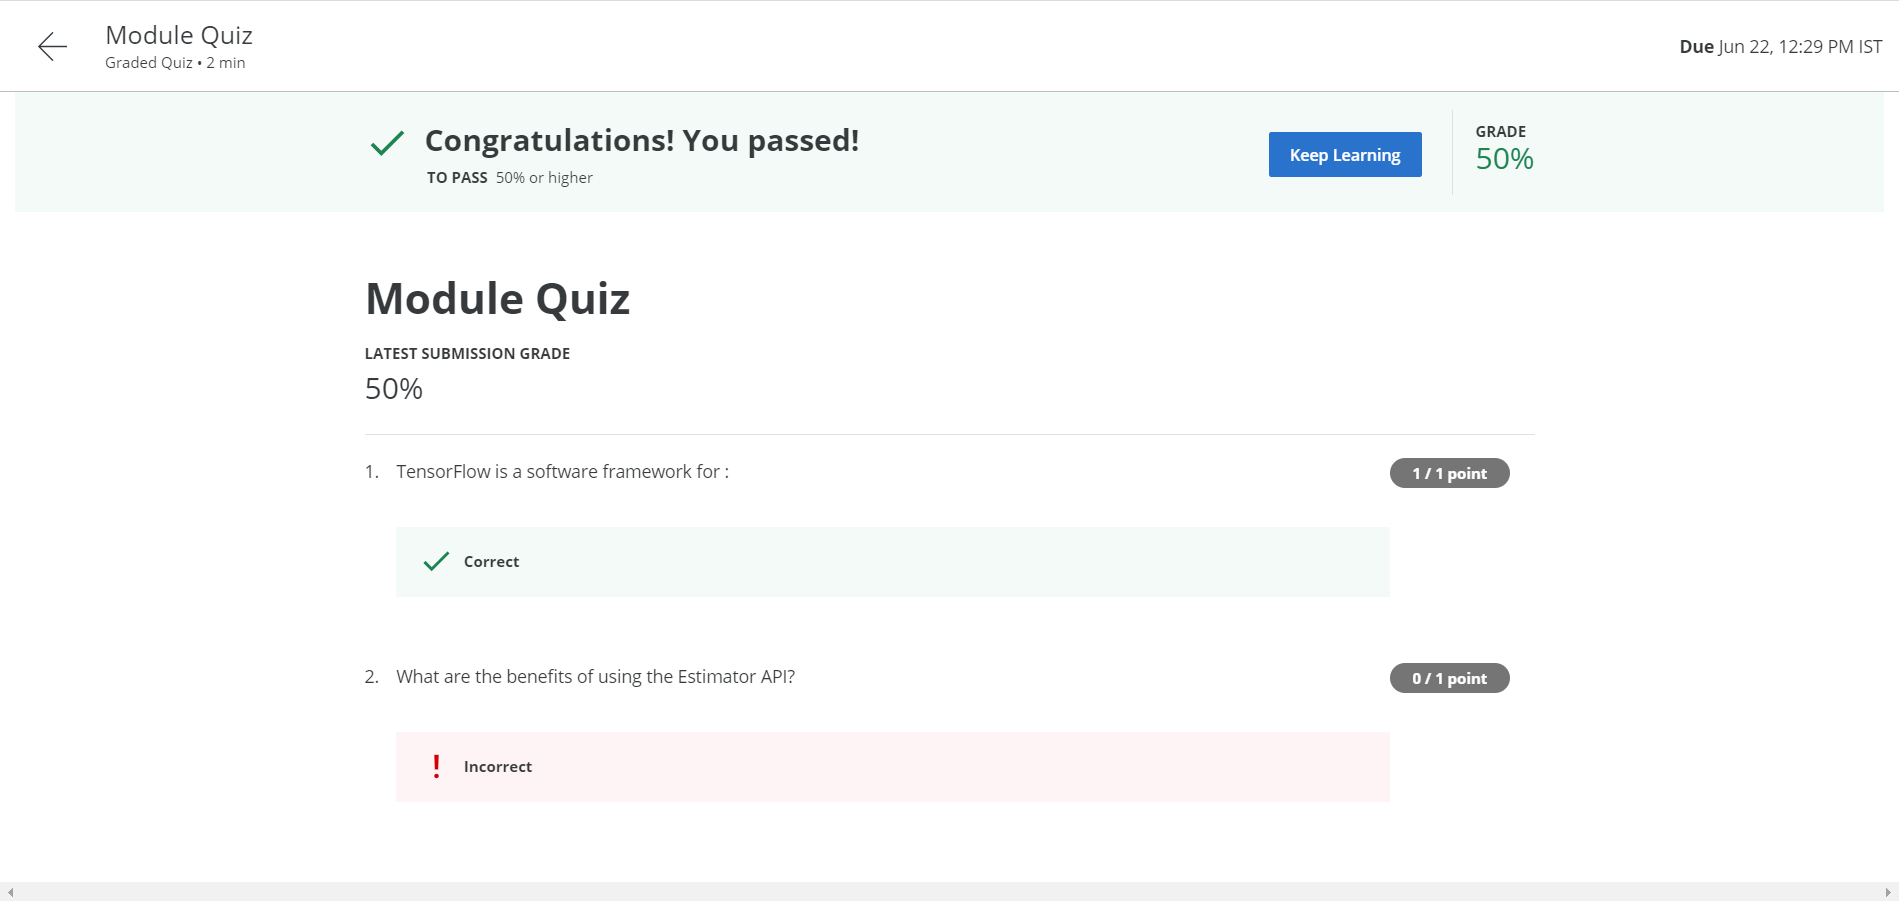 Module Quiz
Graded Quiz • 2 min
Due Jun 22, 12:29 PM IST
Congratulations! You passed!
TO PASS 50% or higher
Keep Learning
GRADE
50%
Module Quiz
LATEST SUBMISSION GRADE
50%
1. TensorFlow is a software framework for :
1 / 1 point
Correct
2. What are the benefits of using the Estimator API?
0 / 1 point
Incorrect